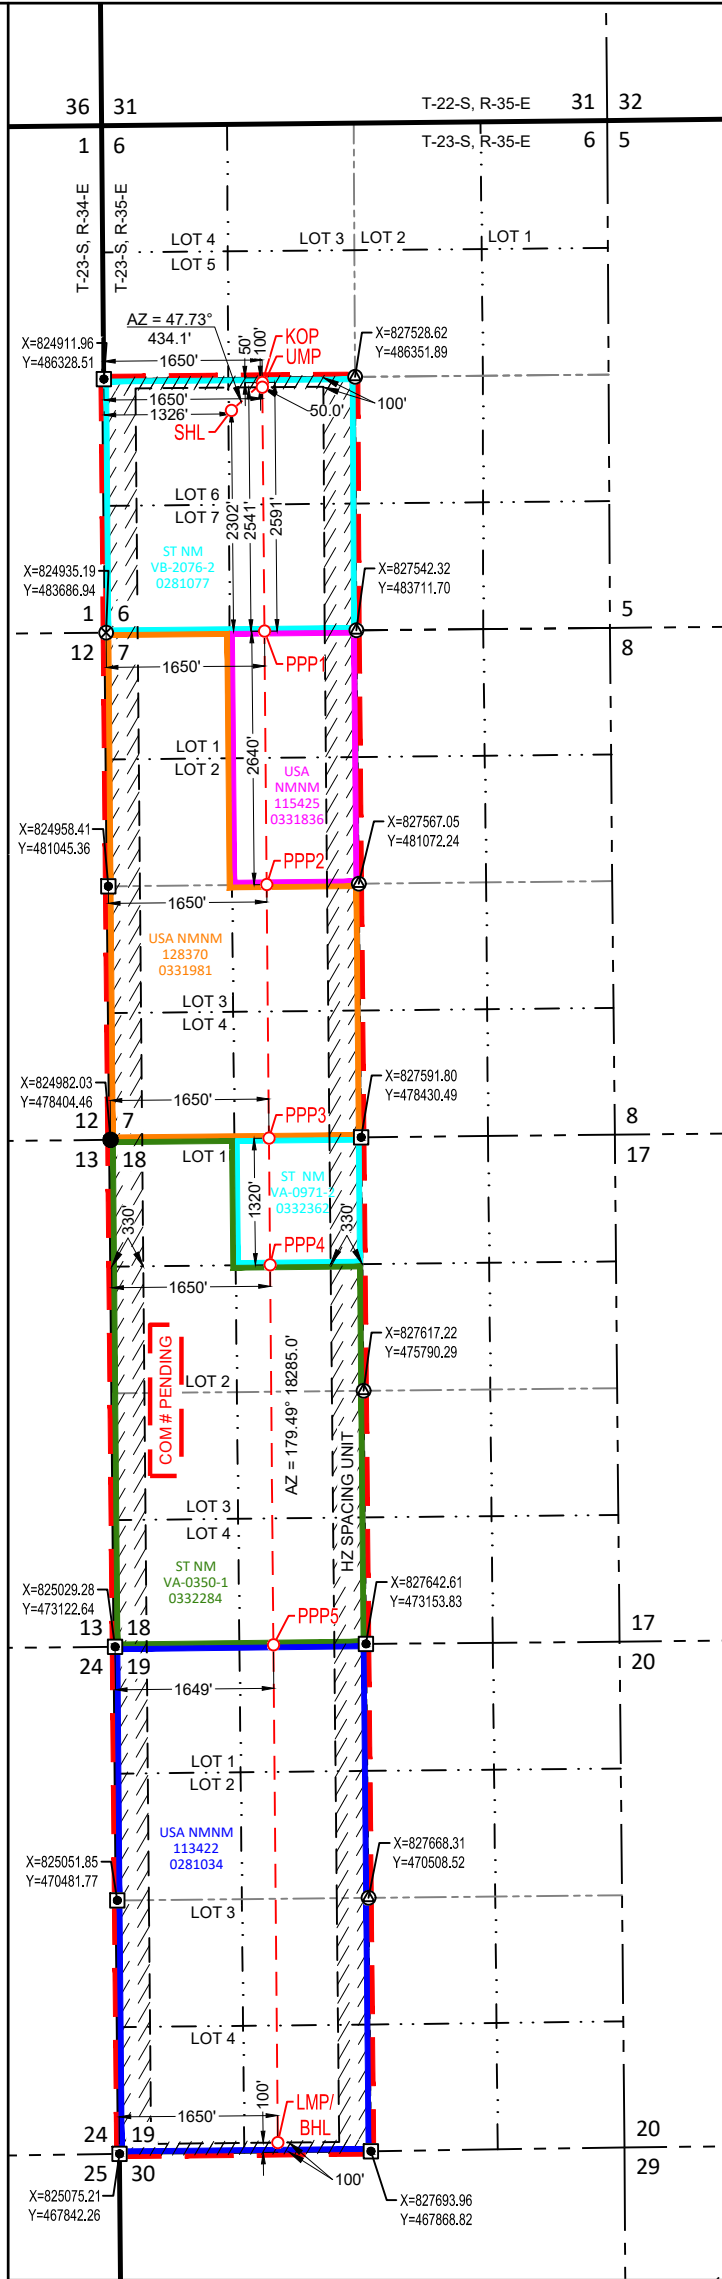 36 31
T-22-S, R-35-E
31 32
1 6
T-23-S, R-35-E
6 5
T-23-S, R-34-E
T-23-S, R-35-E
LOT 4
LOT 3
LOT 2
LOT 1
LOT 5
AZ = 47.73°
434.1'
50'
100'
KOP
UMP
X=824911.96
Y=486328.51
X=827528.62
Y=486351.89
1650'
1650'
1326'
50.0'
100'
SHL
2302'
2541'
2591'
LOT 6
LOT 7
ST NM
VB-2076-2
0281077
X=824935.19
Y=483686.94
X=827542.32
Y=483711.70
1 6
5
12 7
8
1650'
PPP1
LOT 1
LOT 2
2640'
USA
NMNM
115425
0331836
X=824958.41
Y=481045.36
X=827567.05
Y=481072.24
PPP2
1650'
USA NMNM
128370
0331981
LOT 3
LOT 4
X=824982.03
Y=478404.46
X=827591.80
Y=478430.49
1650'
PPP3
12 7
8
13 18
17
LOT 1
1320'
ST NM
VA-0971-2
0332362
330'
330'
PPP4
1650'
COM # PENDING
X=827617.22
Y=475790.29
LOT 2
AZ = 179.49° 18285.0'
HZ SPACING UNIT
LOT 3
LOT 4
ST NM
VA-0350-1
0332284
X=825029.28
Y=473122.64
X=827642.61
Y=473153.83
PPP5
13 18
17
24 19
20
1649'
LOT 1
LOT 2
USA NMNM
113422
0281034
X=825051.85
Y=470481.77
X=827668.31
Y=470508.52
LOT 3
LOT 4
100'
LMP/
BHL
1650'
24 19
20
25 30
29
100'
X=825075.21
Y=467842.26
X=827693.96
Y=467868.82